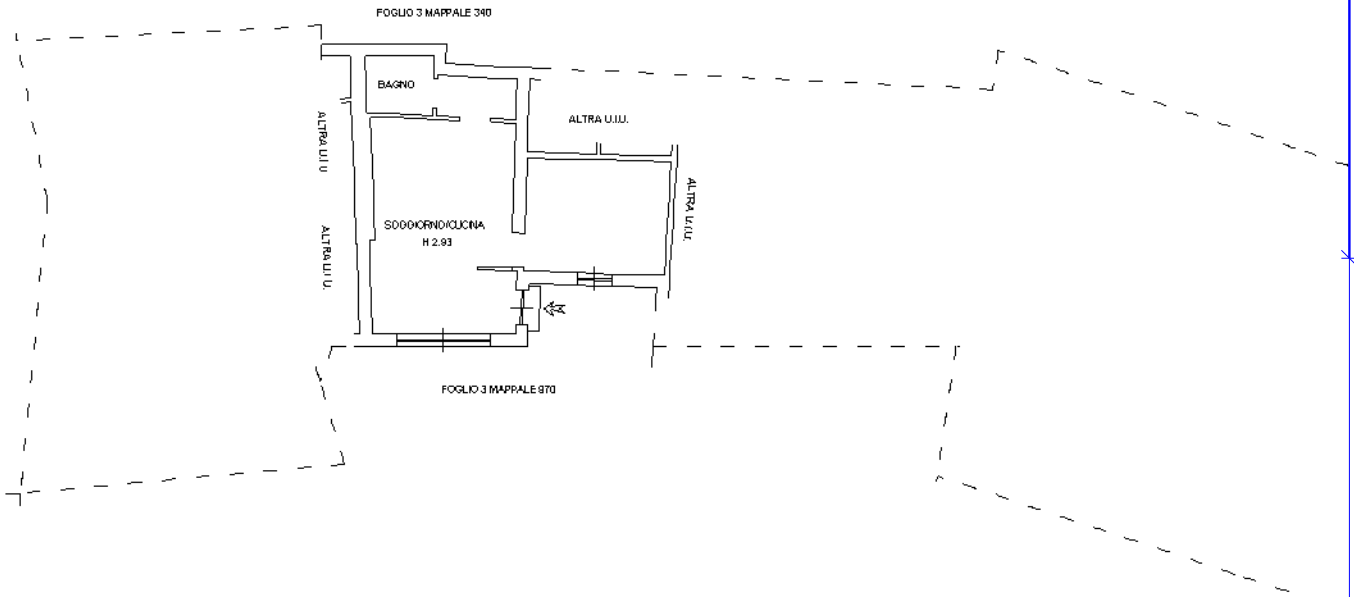 FOGLIO 3 MAPPALE 340
BAGNO
ALTRA U.I.U
ALTRA U.I.U.
ALTRA U.I.U.
SOGGIORNO/CUCINA
H 2.93
ALTRA U.I.U.
FOGLIO 3 MAPPALE 970